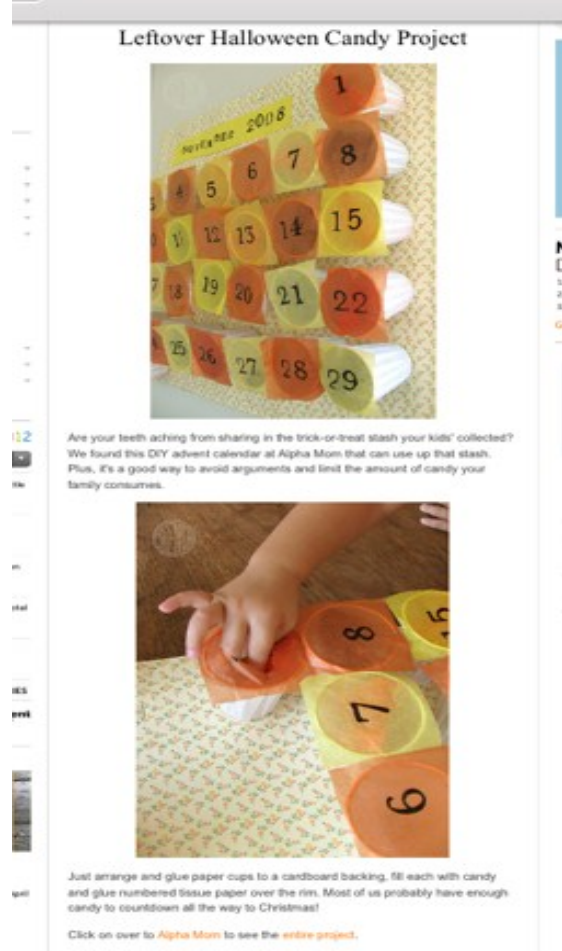 Leftover Halloween Candy Project
1
NOVEMBER 2008
4 5 6 7 8
11 12 13 14 15
18 19 20 21 22
25 26 27 28 29
Are your teeth aching from sharing in the trick-or-treat stash your kids' collected?
We found this DIY advent calendar at Alpha Mom that can use up that stash.
Plus, it's a good way to avoid arguments and limit the amount of candy your
family consumes.
8 15
7
6
Just arrange and glue paper cups to a cardboard backing, fill each with candy
and glue numbered tissue paper over the rim. Most of us probably have enough
candy to countdown all the way to Christmas!
Click on over to Alpha Mom to see the entire project.